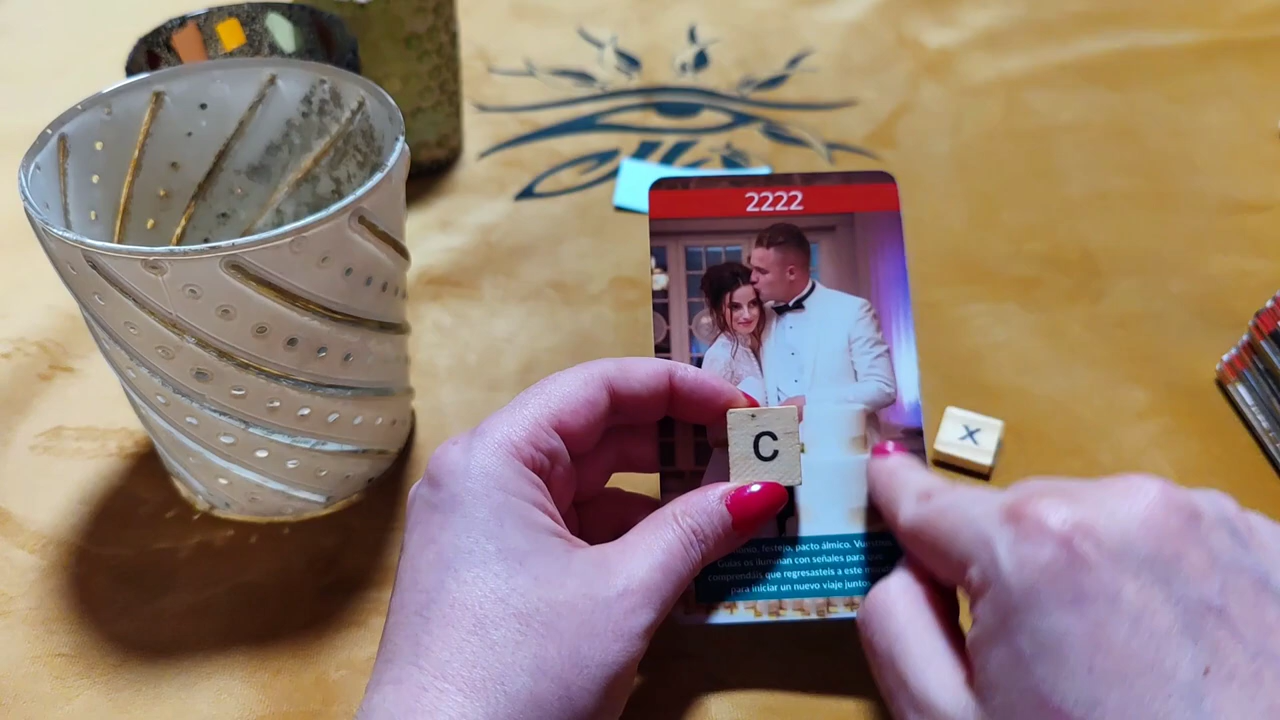 2222
C
X
festejo, pacto álmico.
Guías os iluminan con señales para que
comprendáis que regresasteis a este
para iniciar un nuevo viaje juntos